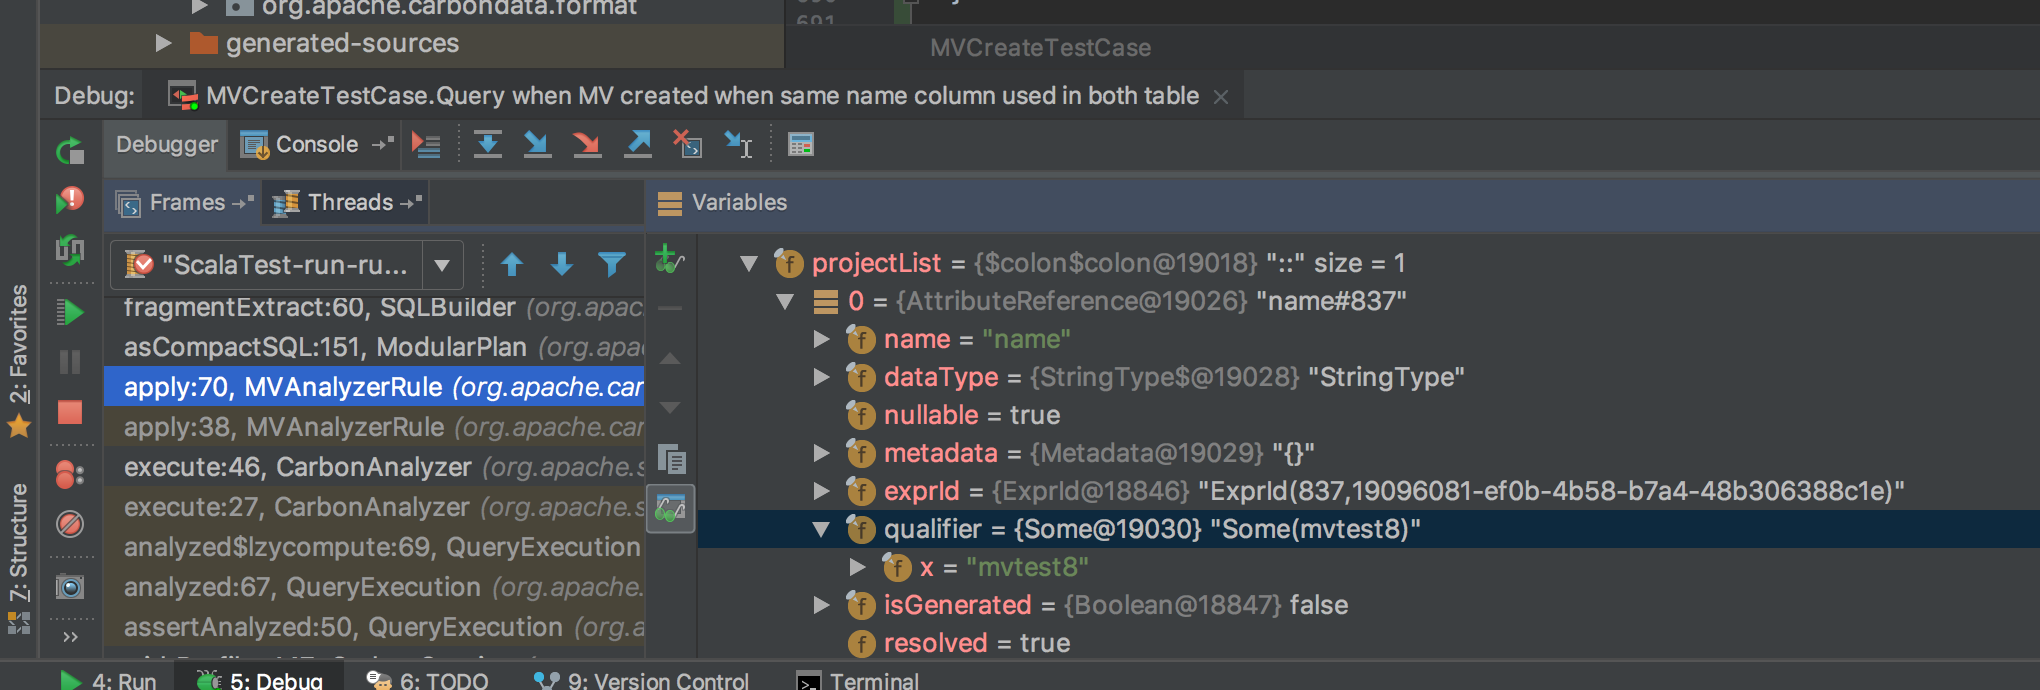 org.apache.carbondata.format
generated-sources
691
MVCreateTestCase
Debug: MVCreateTestCase.Query when MV created when same name column used in both table
Debugger Console
Frames Threads Variables
"ScalaTest-run-ru...
fragmentExtract:60, SQLBuilder (org.apac
asCompactSQL:151, ModularPlan (org.apa
apply:70, MVAnalyzerRule (org.apache.car
apply:38, MVAnalyzerRule (org.apache.car
execute:46, CarbonAnalyzer (org.apache.s
execute:27, CarbonAnalyzer (org.apache.s
analyzed$lzycompute:69, QueryExecution
analyzed:67, QueryExecution (org.apache.
assertAnalyzed:50, QueryExecution (org.a
projectList = {$colon$colon@19018} "::" size = 1
0 = {AttributeReference@19026} "name#837"
name = "name"
dataType = {StringType$@19028} "StringType"
nullable = true
metadata = {Metadata@19029} "{}"
exprId = {ExprId@18846} "ExprId(837,19096081-ef0b-4b58-b7a4-48b306388c1e)"
qualifier = {Some@19030} "Some(mvtest8)"
x = "mvtest8"
isGenerated = {Boolean@18847} false
resolved = true
2: Favorites
7: Structure
4: Run 5: Debug 6: TODO 9: Version Control Terminal